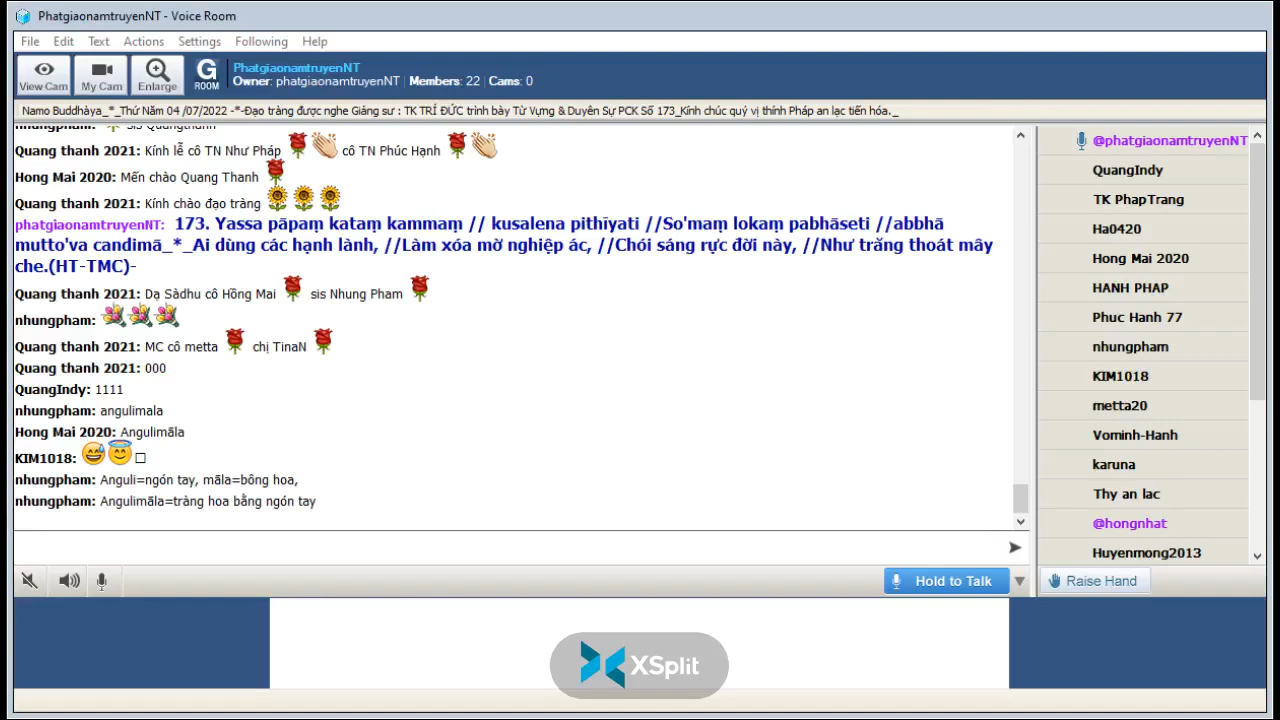 PhatgiaonamtruyenNT - Voice Room
File Edit Text Actions Settings Following Help
View Cam My Cam Enlarge G ROOM
PhatgiaonamtruyenNT
Owner: phatgiaonamtruyenNT | Members: 22 | Cams: 0
Namo Buddhàya_*_Thứ Năm 04 /07/2022 -*-Đạo tràng được nghe Giảng sư : TK TRÍ ĐỨC trình bày Từ Vựng & Duyên Sự PCK Số 173_Kính chúc quý vị thính Pháp an lạc tiến hóa._
nhungpham: sis Quangthanh
Quang thanh 2021: Kính lễ cô TN Như Pháp cô TN Phúc Hạnh
Hong Mai 2020: Mến chào Quang Thanh
Quang thanh 2021: Kính chào đạo tràng
phatgiaonamtruyenNT: 173. Yassa pāpaṃ kataṃ kammaṃ // kusalena pithīyati //So'maṃ lokaṃ pabhāseti //abbhā
mutto'va candimā_*_Ai dùng các hạnh lành, //Làm xóa mờ nghiệp ác, //Chói sáng rực đời này, //Như trăng thoát mây
che.(HT-TMC)-
Quang thanh 2021: Dạ Sàdhu cô Hồng Mai sis Nhung Pham
nhungpham:
Quang thanh 2021: MC cô metta chị TinaN
Quang thanh 2021: 000
QuangIndy: 1111
nhungpham: angulimala
Hong Mai 2020: Angulimāla
KIM1018:
nhungpham: Anguli=ngón tay, māla=bông hoa,
nhungpham: Angulimāla=tràng hoa bằng ngón tay
@phatgiaonamtruyenNT
QuangIndy
TK PhapTrang
Ha0420
Hong Mai 2020
HANH PHAP
Phuc Hanh 77
nhungpham
KIM1018
metta20
Vominh-Hanh
karuna
Thy an lac
@hongnhat
Huyenmong2013
Hold to Talk
Raise Hand
XSplit